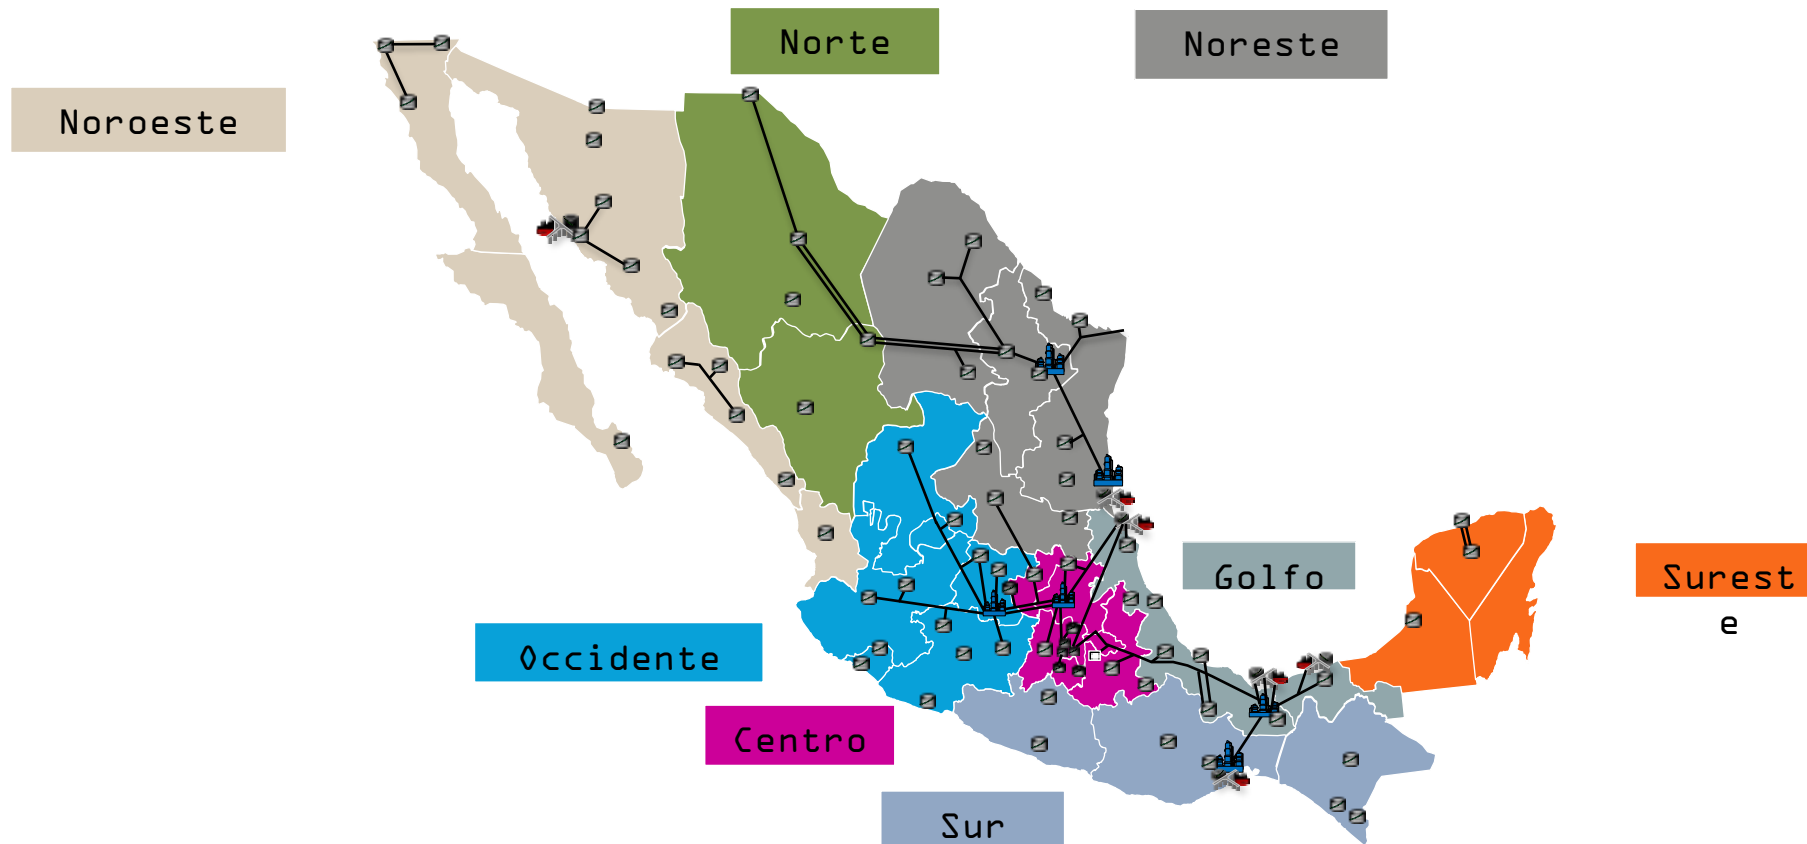 Norte
Noreste
Noroeste
Golfo
Surest
e
Occidente
Centro
Sur